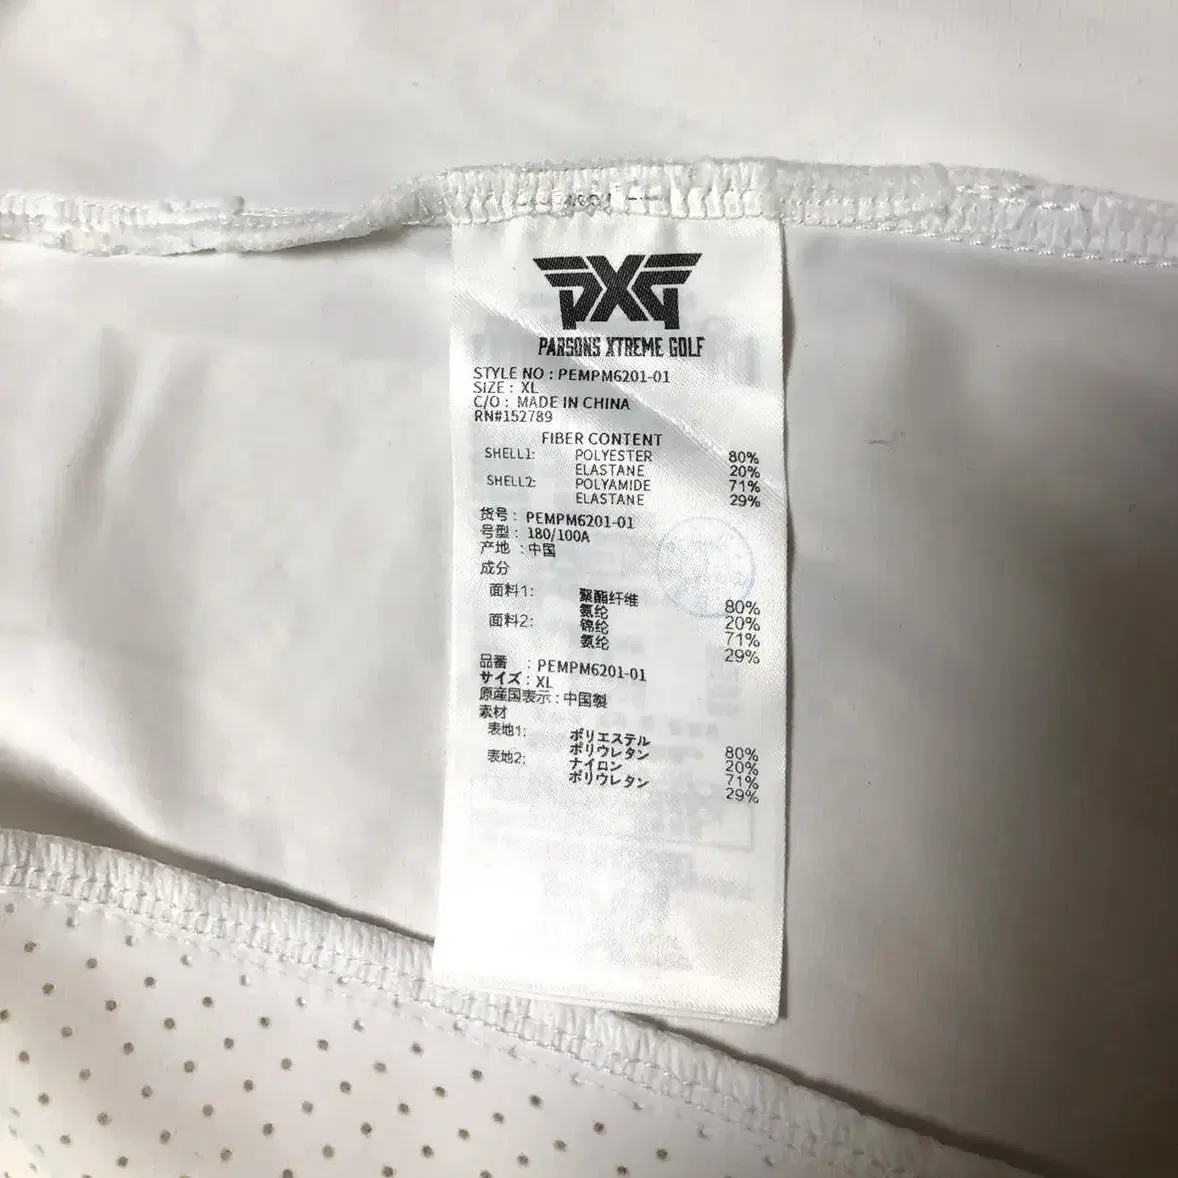 PXG
PARSONS XTREME GOLF
STYLE NO : PEMPM6201-01
SIZE : XL
C/O : MADE IN CHINA
RN#152789
FIBER CONTENT
SHELL1: POLYESTER 80%
ELASTANE 20%
SHELL2: POLYAMIDE 71%
ELASTANE 29%
货号 : PEMPM6201-01
号型 : 180/100A
产地 : 中国
成分
面料1: 聚酯纤维 80%
氨纶 20%
面料2: 锦纶 71%
氨纶 29%
品番 : PEMPM6201-01
サイズ : XL
原産国表示 : 中国製
素材
表地1: ポリエステル 80%
ポリウレタン 20%
表地2: ナイロン 71%
ポリウレタン 29%